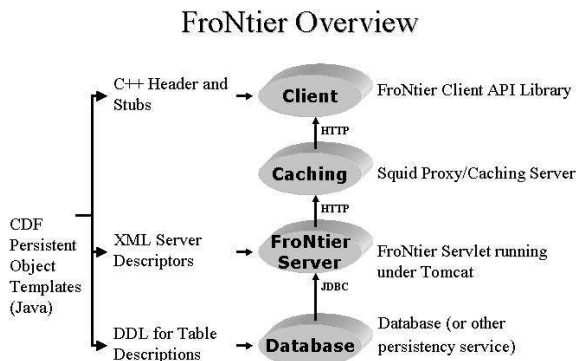 FroNtier Overview
C++ Header and
Stubs
Client
FroNtier Client API Library
HTTP
Caching
Squid Proxy/Caching Server
HTTP
CDF
Persistent
Object
Templates
(Java)
XML Server
Descriptors
FroNtier
Server
FroNtier Servlet running
under Tomcat
JDBC
DDL for Table
Descriptions
Database
Database (or other
persistency service)